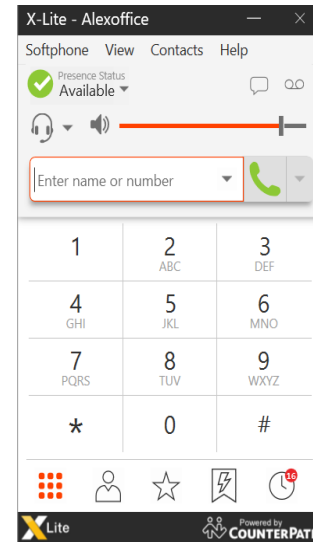 X-Lite - Alexoffice
Softphone View Contacts Help
Presence Status
Available
Enter name or number
1 2 3
ABC DEF
4 5 6
GHI JKL MNO
7 8 9
PQRS TUV WXYZ
* 0 #
16
X Lite Powered by
COUNTERPATH